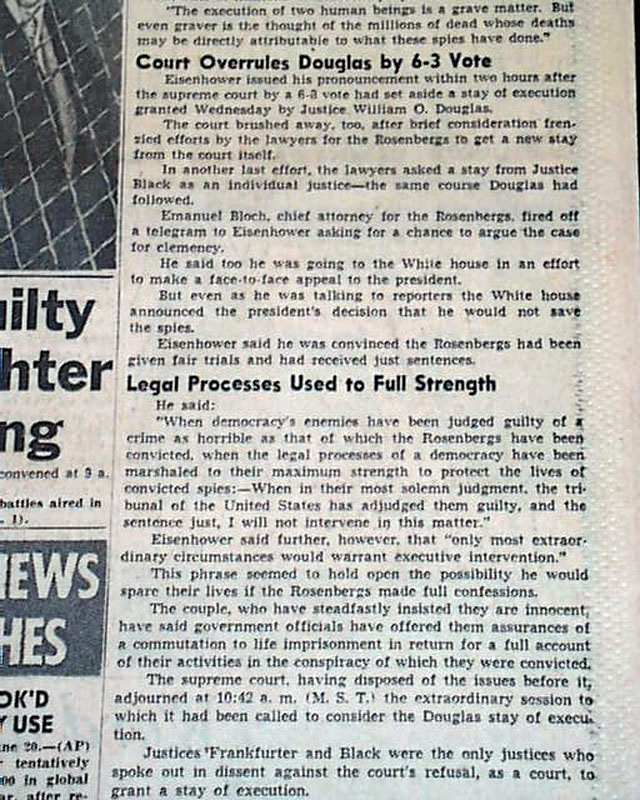 "The execution of two human beings is a grave matter. But
even graver is the thought of the millions of dead whose deaths
may be directly attributable to what these spies have done."
Court Overrules Douglas by 6-3 Vote
Eisenhower issued his pronouncement within two hours after
the supreme court by a 6-3 vote had set aside a stay of execution
granted Wednesday by Justice William O. Douglas.
The court brushed away, too, after brief consideration fren-
zied efforts by the lawyers for the Rosenbergs to get a new stay
from the court itself.
In another last effort, the lawyers asked a stay from Justice
Black as an individual justice—the same course Douglas had
followed.
Emanuel Bloch, chief attorney for the Rosenbergs, fired off
a telegram to Eisenhower asking for a chance to argue the case
for clemency.
He said too he was going to the White house in an effort
to make a face-to-face appeal to the president.
But even as he was talking to reporters the White house
announced the president's decision that he would not save
the spies.
Eisenhower said he was convinced the Rosenbergs had been
given fair trials and had received just sentences.
Legal Processes Used to Full Strength
He said:
"When democracy's enemies have been judged guilty of a
crime as horrible as that of which the Rosenbergs have been
convicted, when the legal processes of a democracy have been
marshaled to their maximum strength to protect the lives of
convicted spies:—When in their most solemn judgment, the tri-
bunal of the United States has adjudged them guilty, and the
sentence just, I will not intervene in this matter."
Eisenhower said further, however, that "only most extraor-
dinary circumstances would warrant executive intervention."
This phrase seemed to hold open the possibility he would
spare their lives if the Rosenbergs made full confessions.
The couple, who have steadfastly insisted they are innocent,
have said government officials have offered them assurances of
a commutation to life imprisonment in return for a full account
of their activities in the conspiracy of which they were convicted.
The supreme court, having disposed of the issues before it,
adjourned at 10:42 a. m. (M. S. T.) the extraordinary session to
which it had been called to consider the Douglas stay of execu-
tion.
Justices Frankfurter and Black were the only justices who
spoke out in dissent against the court's refusal, as a court, to
grant a stay of execution.
uilty
hter
ng
convened at 9 a.
battles aired in
. 1).
EWS
HES
OK'D
Y USE
ne 20.—(AP)
tentatively
00 in global
ar, after re-